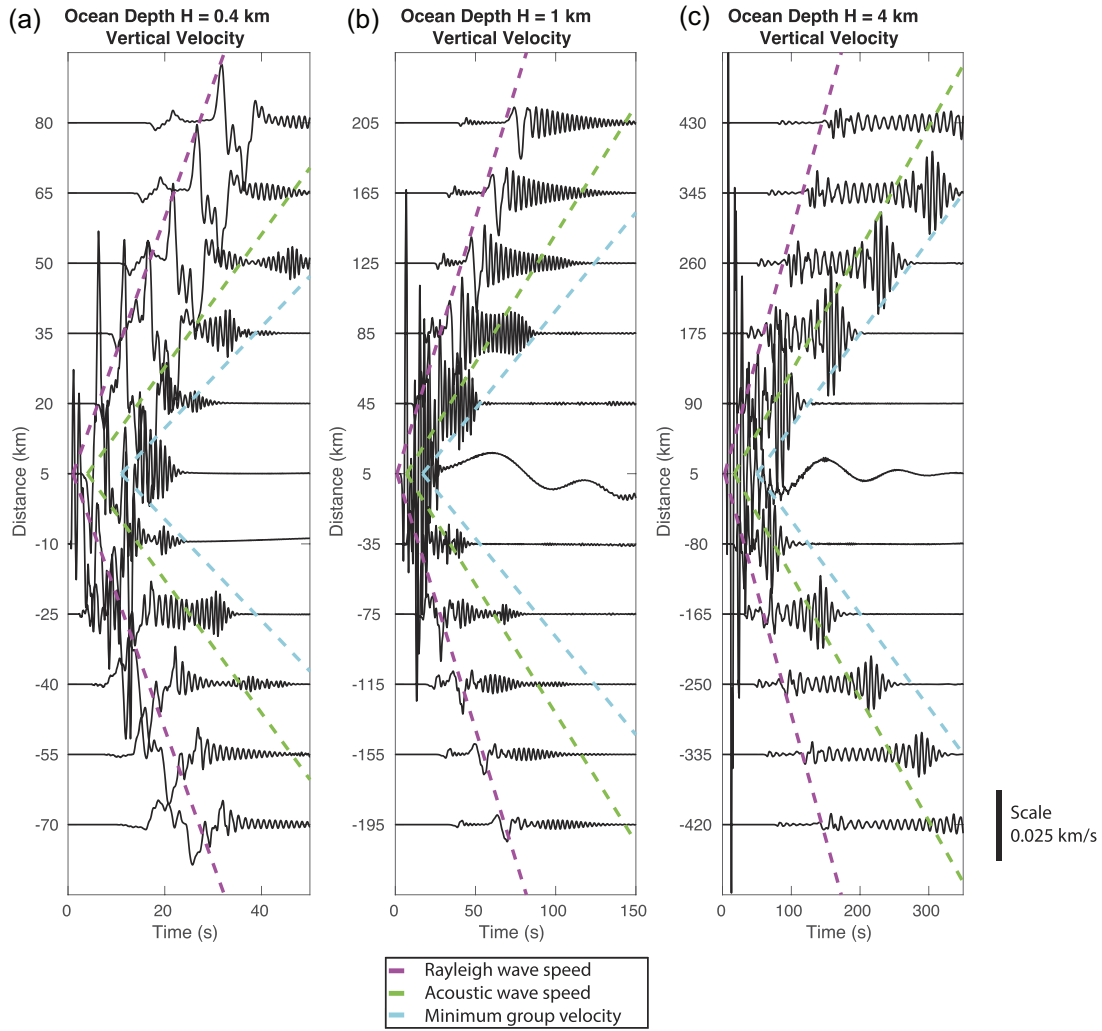 (a)
Ocean Depth H = 0.4 km
Vertical Velocity
80
65
50
35
20
5
-10
-25
-40
-55
-70
Distance (km)
0
20
40
Time (s)
(b)
Ocean Depth H = 1 km
Vertical Velocity
205
165
125
85
45
5
-35
-75
-115
-155
-195
Distance (km)
0
50
100
150
Time (s)
(c)
Ocean Depth H = 4 km
Vertical Velocity
430
345
260
175
90
5
-80
-165
-250
-335
-420
Distance (km)
0
100
200
300
Time (s)
Scale
0.025 km/s
Rayleigh wave speed
Acoustic wave speed
Minimum group velocity